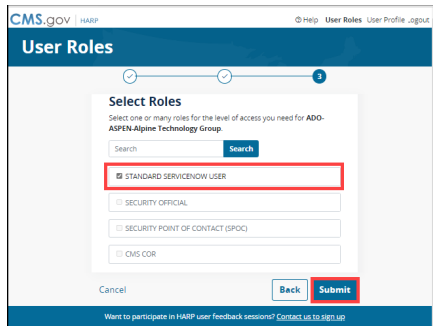 CMS.gov HARP Help User Roles User Profile Logout
User Roles
3
Select Roles
Select one or many roles for the level of access you need for ADO-
ASPEN-Alpine Technology Group.
Search Search
STANDARD SERVICENOW USER
SECURITY OFFICIAL
SECURITY POINT OF CONTACT (SPOC)
CMS COR
Cancel Back Submit
Want to participate in HARP user feedback sessions? Contact us to sign up